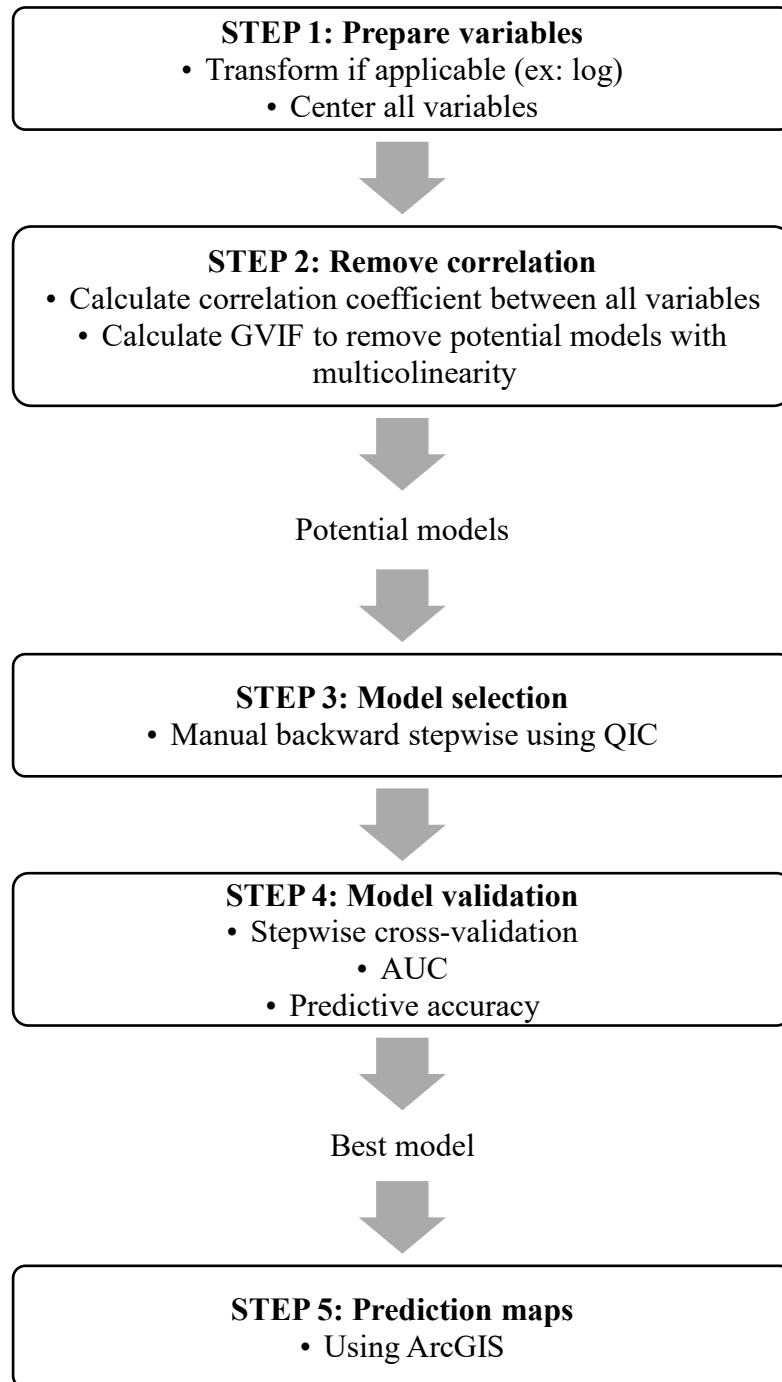 STEP 1: Prepare variables
• Transform if applicable (ex: log)
• Center all variables
STEP 2: Remove correlation
• Calculate correlation coefficient between all variables
• Calculate GVIF to remove potential models with
multicolinearity
Potential models
STEP 3: Model selection
• Manual backward stepwise using QIC
STEP 4: Model validation
• Stepwise cross-validation
• AUC
• Predictive accuracy
Best model
STEP 5: Prediction maps
• Using ArcGIS